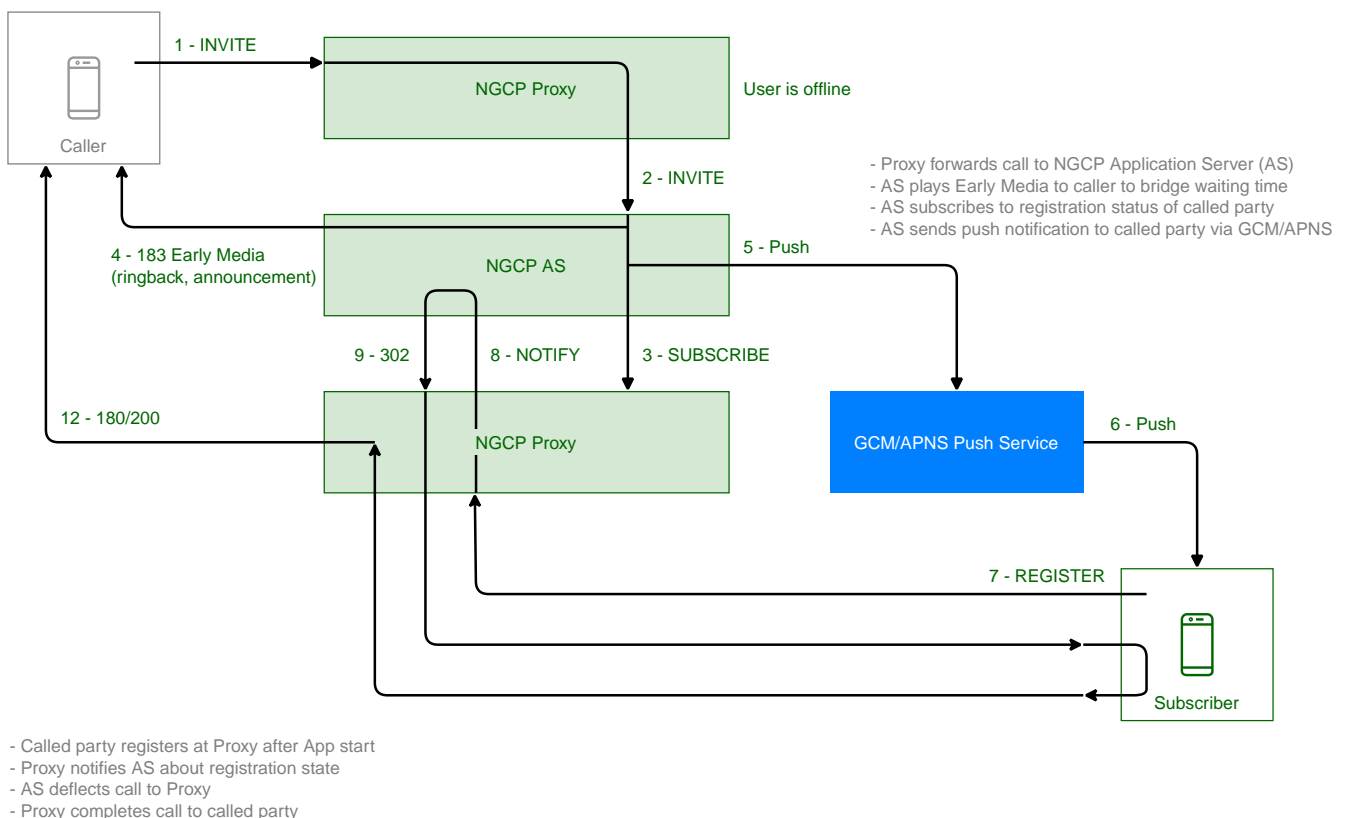 1 - INVITE
NGCP Proxy
User is offline
Caller
2 - INVITE
- Proxy forwards call to NGCP Application Server (AS)
- AS plays Early Media to caller to bridge waiting time
- AS subscribes to registration status of called party
- AS sends push notification to called party via GCM/APNS
4 - 183 Early Media
(ringback, announcement)
NGCP AS
5 - Push
9 - 302
8 - NOTIFY
3 - SUBSCRIBE
12 - 180/200
NGCP Proxy
GCM/APNS Push Service
6 - Push
7 - REGISTER
Subscriber
- Called party registers at Proxy after App start
- Proxy notifies AS about registration state
- AS deflects call to Proxy
- Proxy completes call to called party